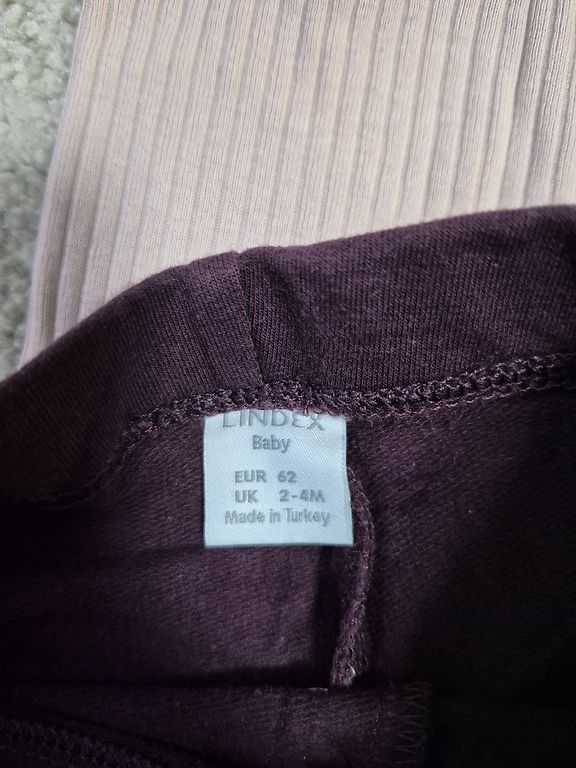 LINDEX
Baby
EUR 62
UK 2-4M
Made in Turkey